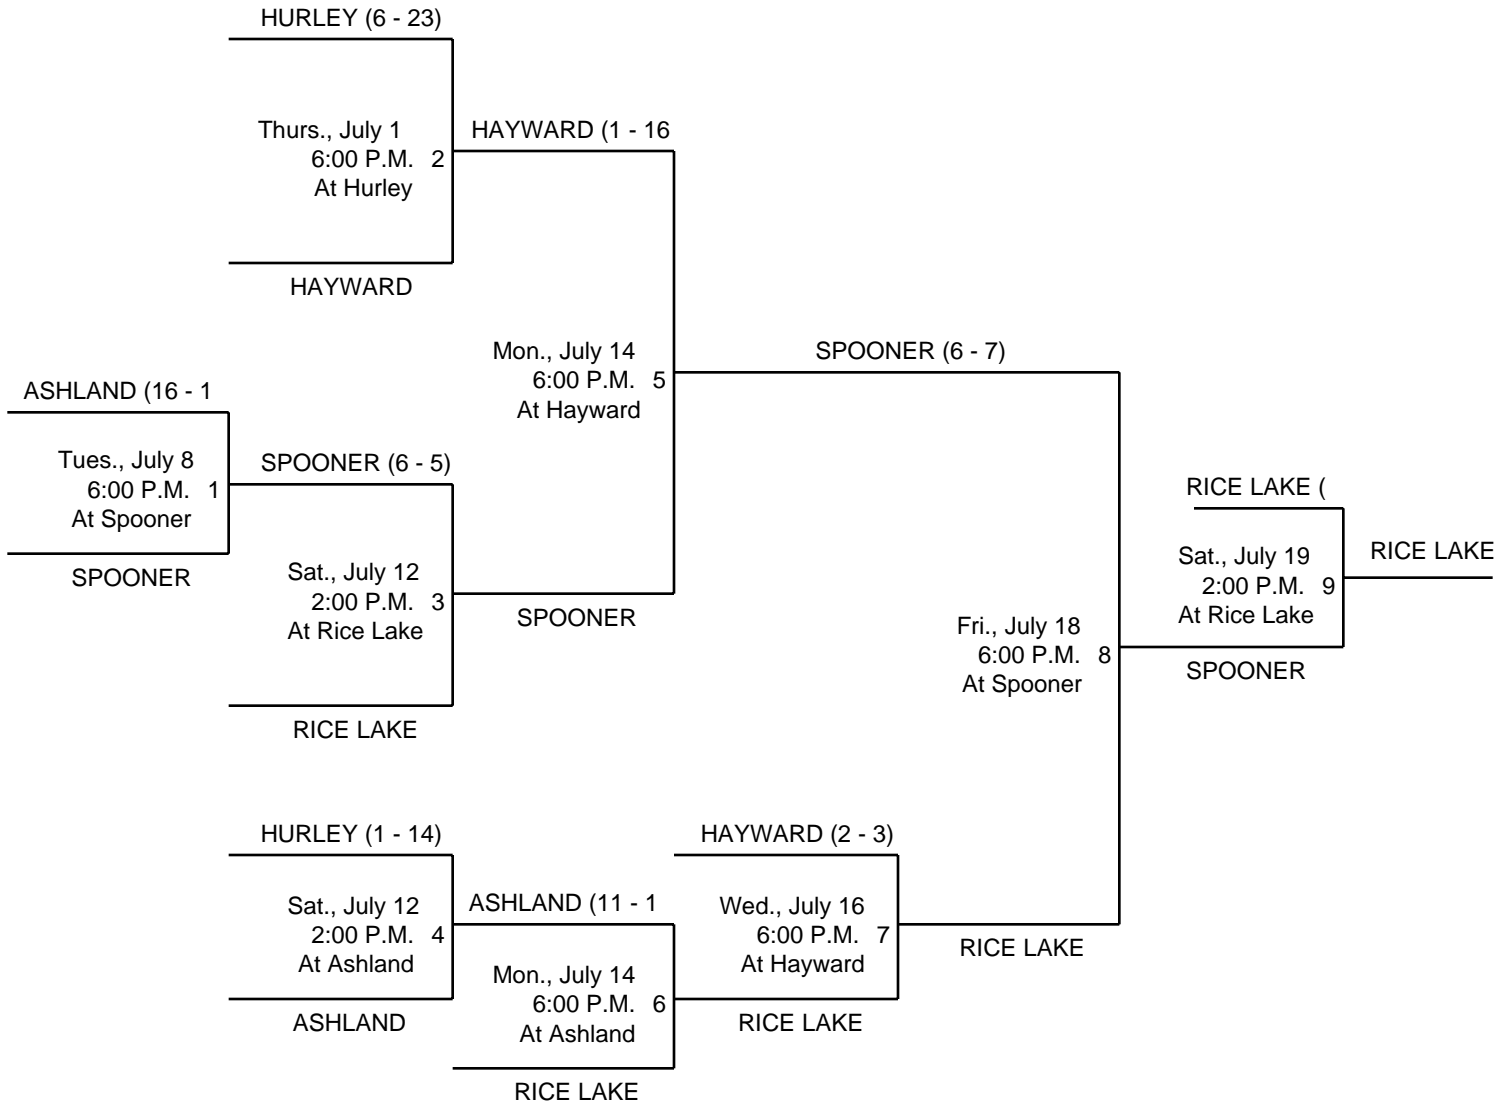 HURLEY (6 - 23)
Thurs., July 1
6:00 P.M. 2
At Hurley
HAYWARD (1 - 16
HAYWARD
Mon., July 14
6:00 P.M. 5
At Hayward
SPOONER (6 - 7)
ASHLAND (16 - 1
Tues., July 8
6:00 P.M. 1
At Spooner
SPOONER
SPOONER (6 - 5)
Sat., July 12
2:00 P.M. 3
At Rice Lake
SPOONER
RICE LAKE
RICE LAKE (
Sat., July 19
2:00 P.M. 9
At Rice Lake
RICE LAKE
Fri., July 18
6:00 P.M. 8
At Spooner
SPOONER
HURLEY (1 - 14)
Sat., July 12
2:00 P.M. 4
At Ashland
ASHLAND
ASHLAND (11 - 1
Mon., July 14
6:00 P.M. 6
At Ashland
RICE LAKE
HAYWARD (2 - 3)
Wed., July 16
6:00 P.M. 7
At Hayward
RICE LAKE
RICE LAKE